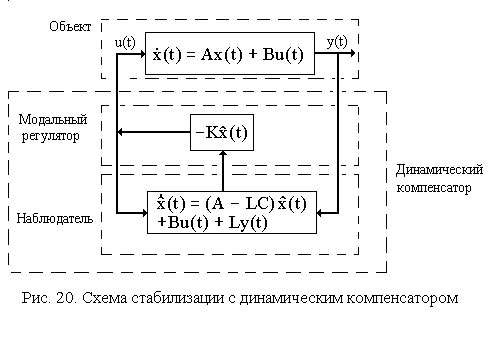 Объект
u(t)
ẋ(t) = Ax(t) + Bu(t)
y(t)
Модальный
регулятор
−Kx̂(t)
Динамический
компенсатор
Наблюдатель
x̂̇(t) = (A − LC) x̂(t)
+Bu(t) + Ly(t)
Рис. 20. Схема стабилизации с динамическим компенсатором